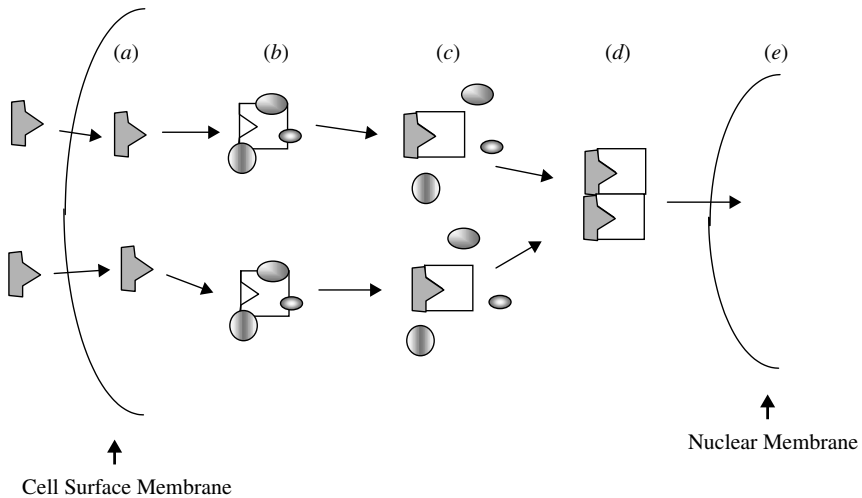 (a)
(b)
(c)
(d)
(e)
Nuclear Membrane
Cell Surface Membrane